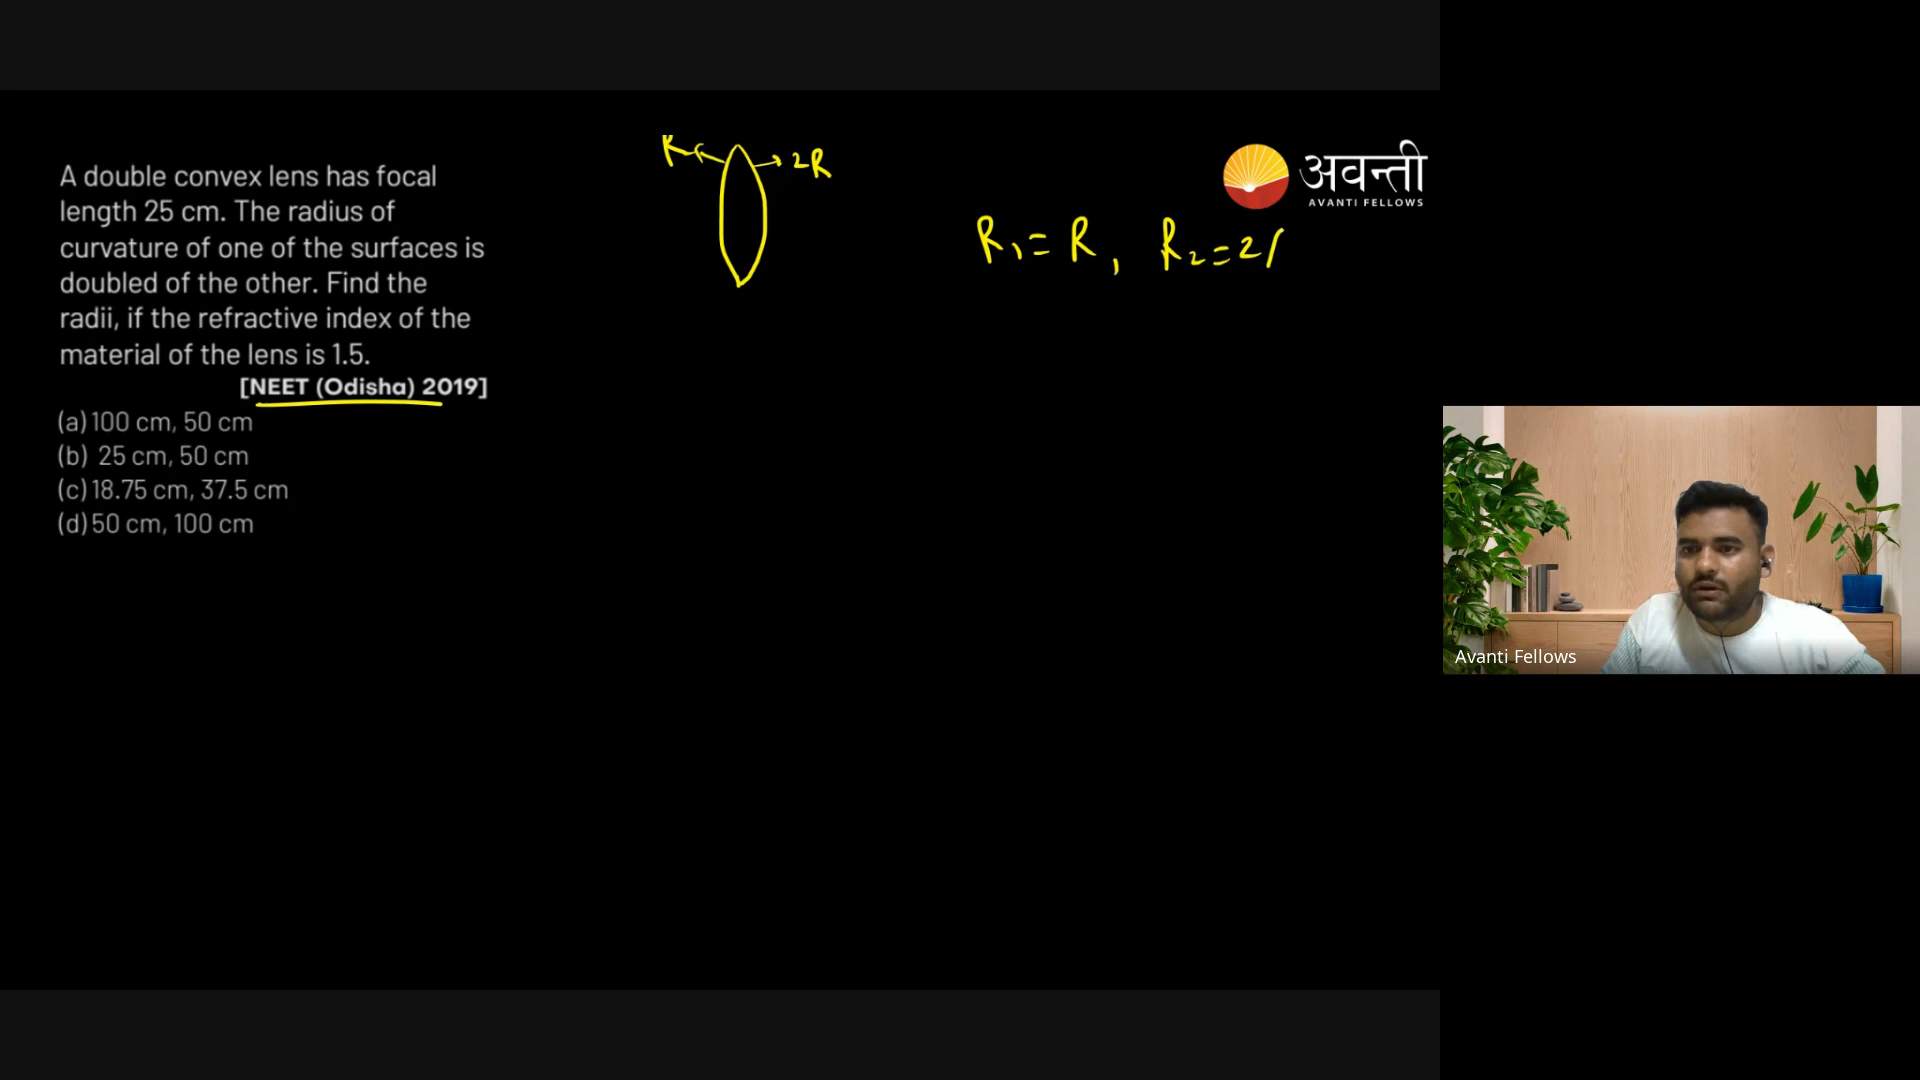 A double convex lens has focal
length 25 cm. The radius of
curvature of one of the surfaces is
doubled of the other. Find the
radii, if the refractive index of the
material of the lens is 1.5.
[NEET (Odisha) 2019]
(a) 100 cm, 50 cm
(b) 25 cm, 50 cm
(c) 18.75 cm, 37.5 cm
(d) 50 cm, 100 cm
R
2R
R₁ = R, R₂ = 2
अवन्ती
AVANTI FELLOWS
Avanti Fellows